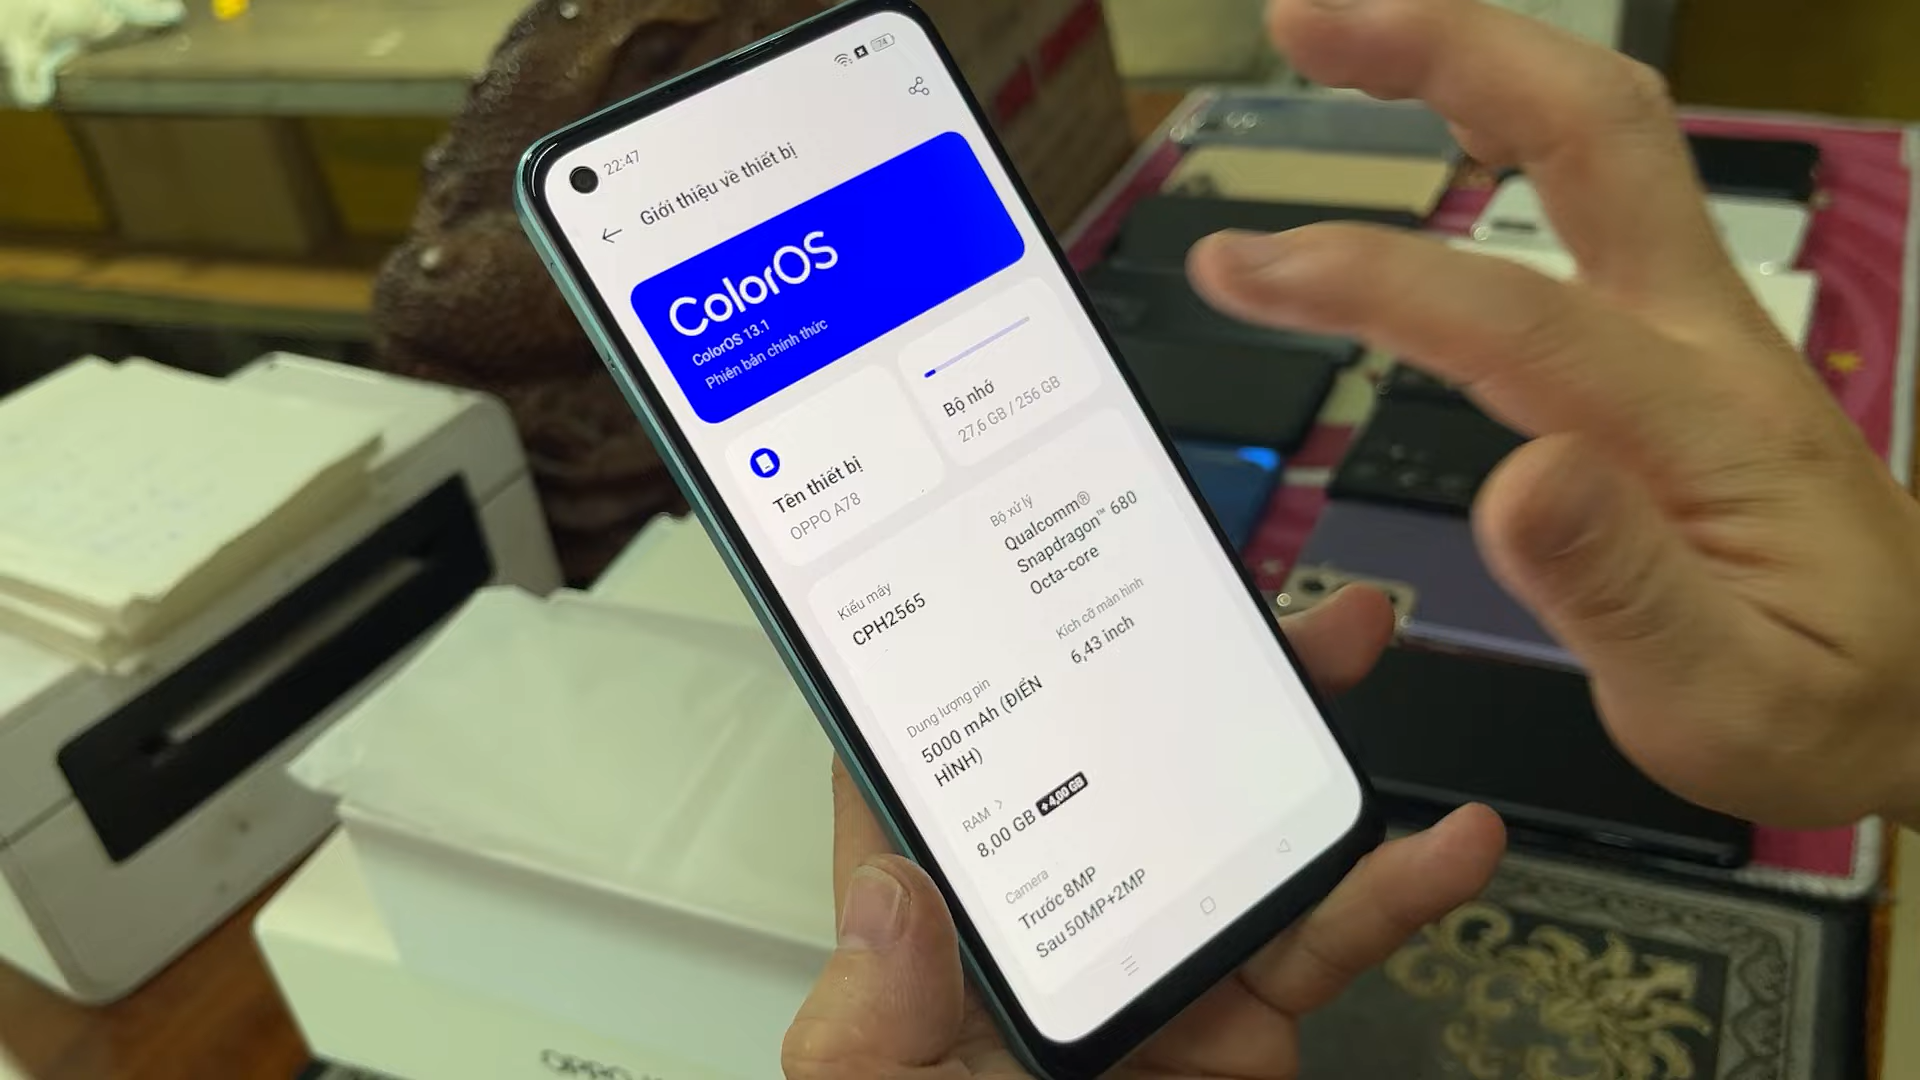 24
22:47
Giới thiệu về thiết bị
ColorOS
ColorOS 13.1
Phiên bản chính thức
Tên thiết bị
OPPO A78
Bộ nhớ
27,6 GB / 256 GB
Kiểu máy
CPH2565
Bộ xử lý
Qualcomm®
Snapdragon™ 680
Octa-core
Kích cỡ màn hình
6,43 inch
Dung lượng pin
5000 mAh (ĐIỂN
HÌNH)
RAM >
8,00 GB +4,00 GB
Camera
Trước 8MP
Sau 50MP+2MP
OPPO